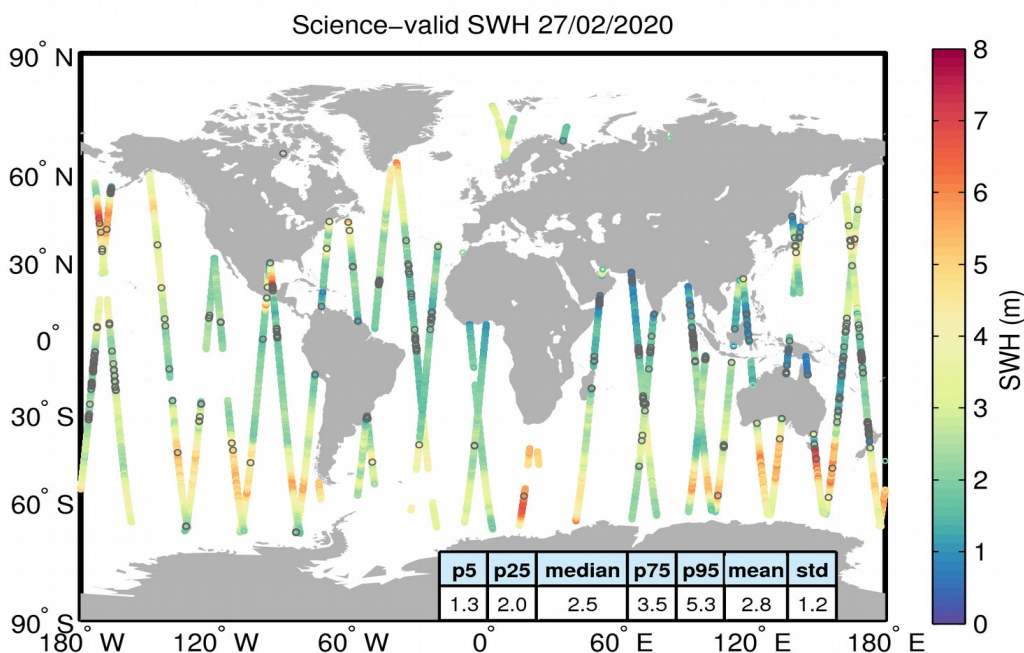 Science−valid SWH 27/02/2020
90° N
60° N
30° N
0°
30° S
60° S
90° S
180° W
120° W
60° W
0°
60° E
120° E
180° E
p5 p25 median p75 p95 mean std
1.3 2.0 2.5 3.5 5.3 2.8 1.2
8
7
6
5
4
3
2
1
0
SWH (m)